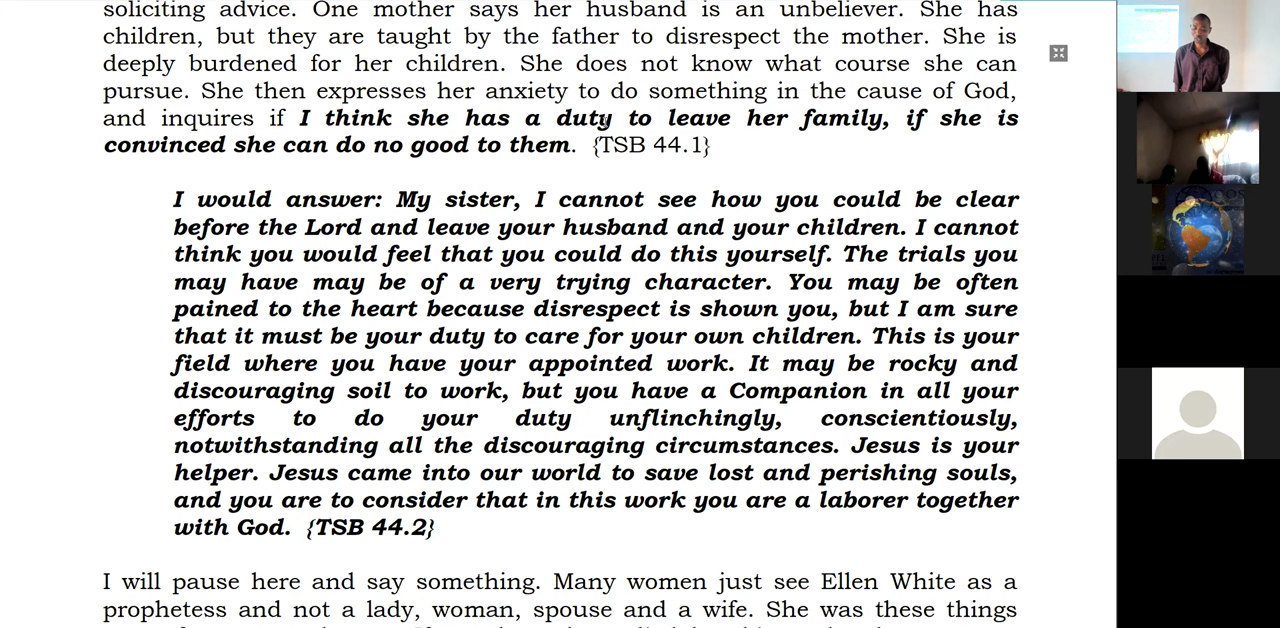 soliciting advice. One mother says her husband is an unbeliever. She has
children, but they are taught by the father to disrespect the mother. She is
deeply burdened for her children. She does not know what course she can
pursue. She then expresses her anxiety to do something in the cause of God,
and inquires if I think she has a duty to leave her family, if she is
convinced she can do no good to them. {TSB 44.1}
I would answer: My sister, I cannot see how you could be clear
before the Lord and leave your husband and your children. I cannot
think you would feel that you could do this yourself. The trials you
may have may be of a very trying character. You may be often
pained to the heart because disrespect is shown you, but I am sure
that it must be your duty to care for your own children. This is your
field where you have your appointed work. It may be rocky and
discouraging soil to work, but you have a Companion in all your
efforts to do your duty unflinchingly, conscientiously,
notwithstanding all the discouraging circumstances. Jesus is your
helper. Jesus came into our world to save lost and perishing souls,
and you are to consider that in this work you are a laborer together
with God. {TSB 44.2}
I will pause here and say something. Many women just see Ellen White as a
prophetess and not a lady, woman, spouse and a wife. She was these things